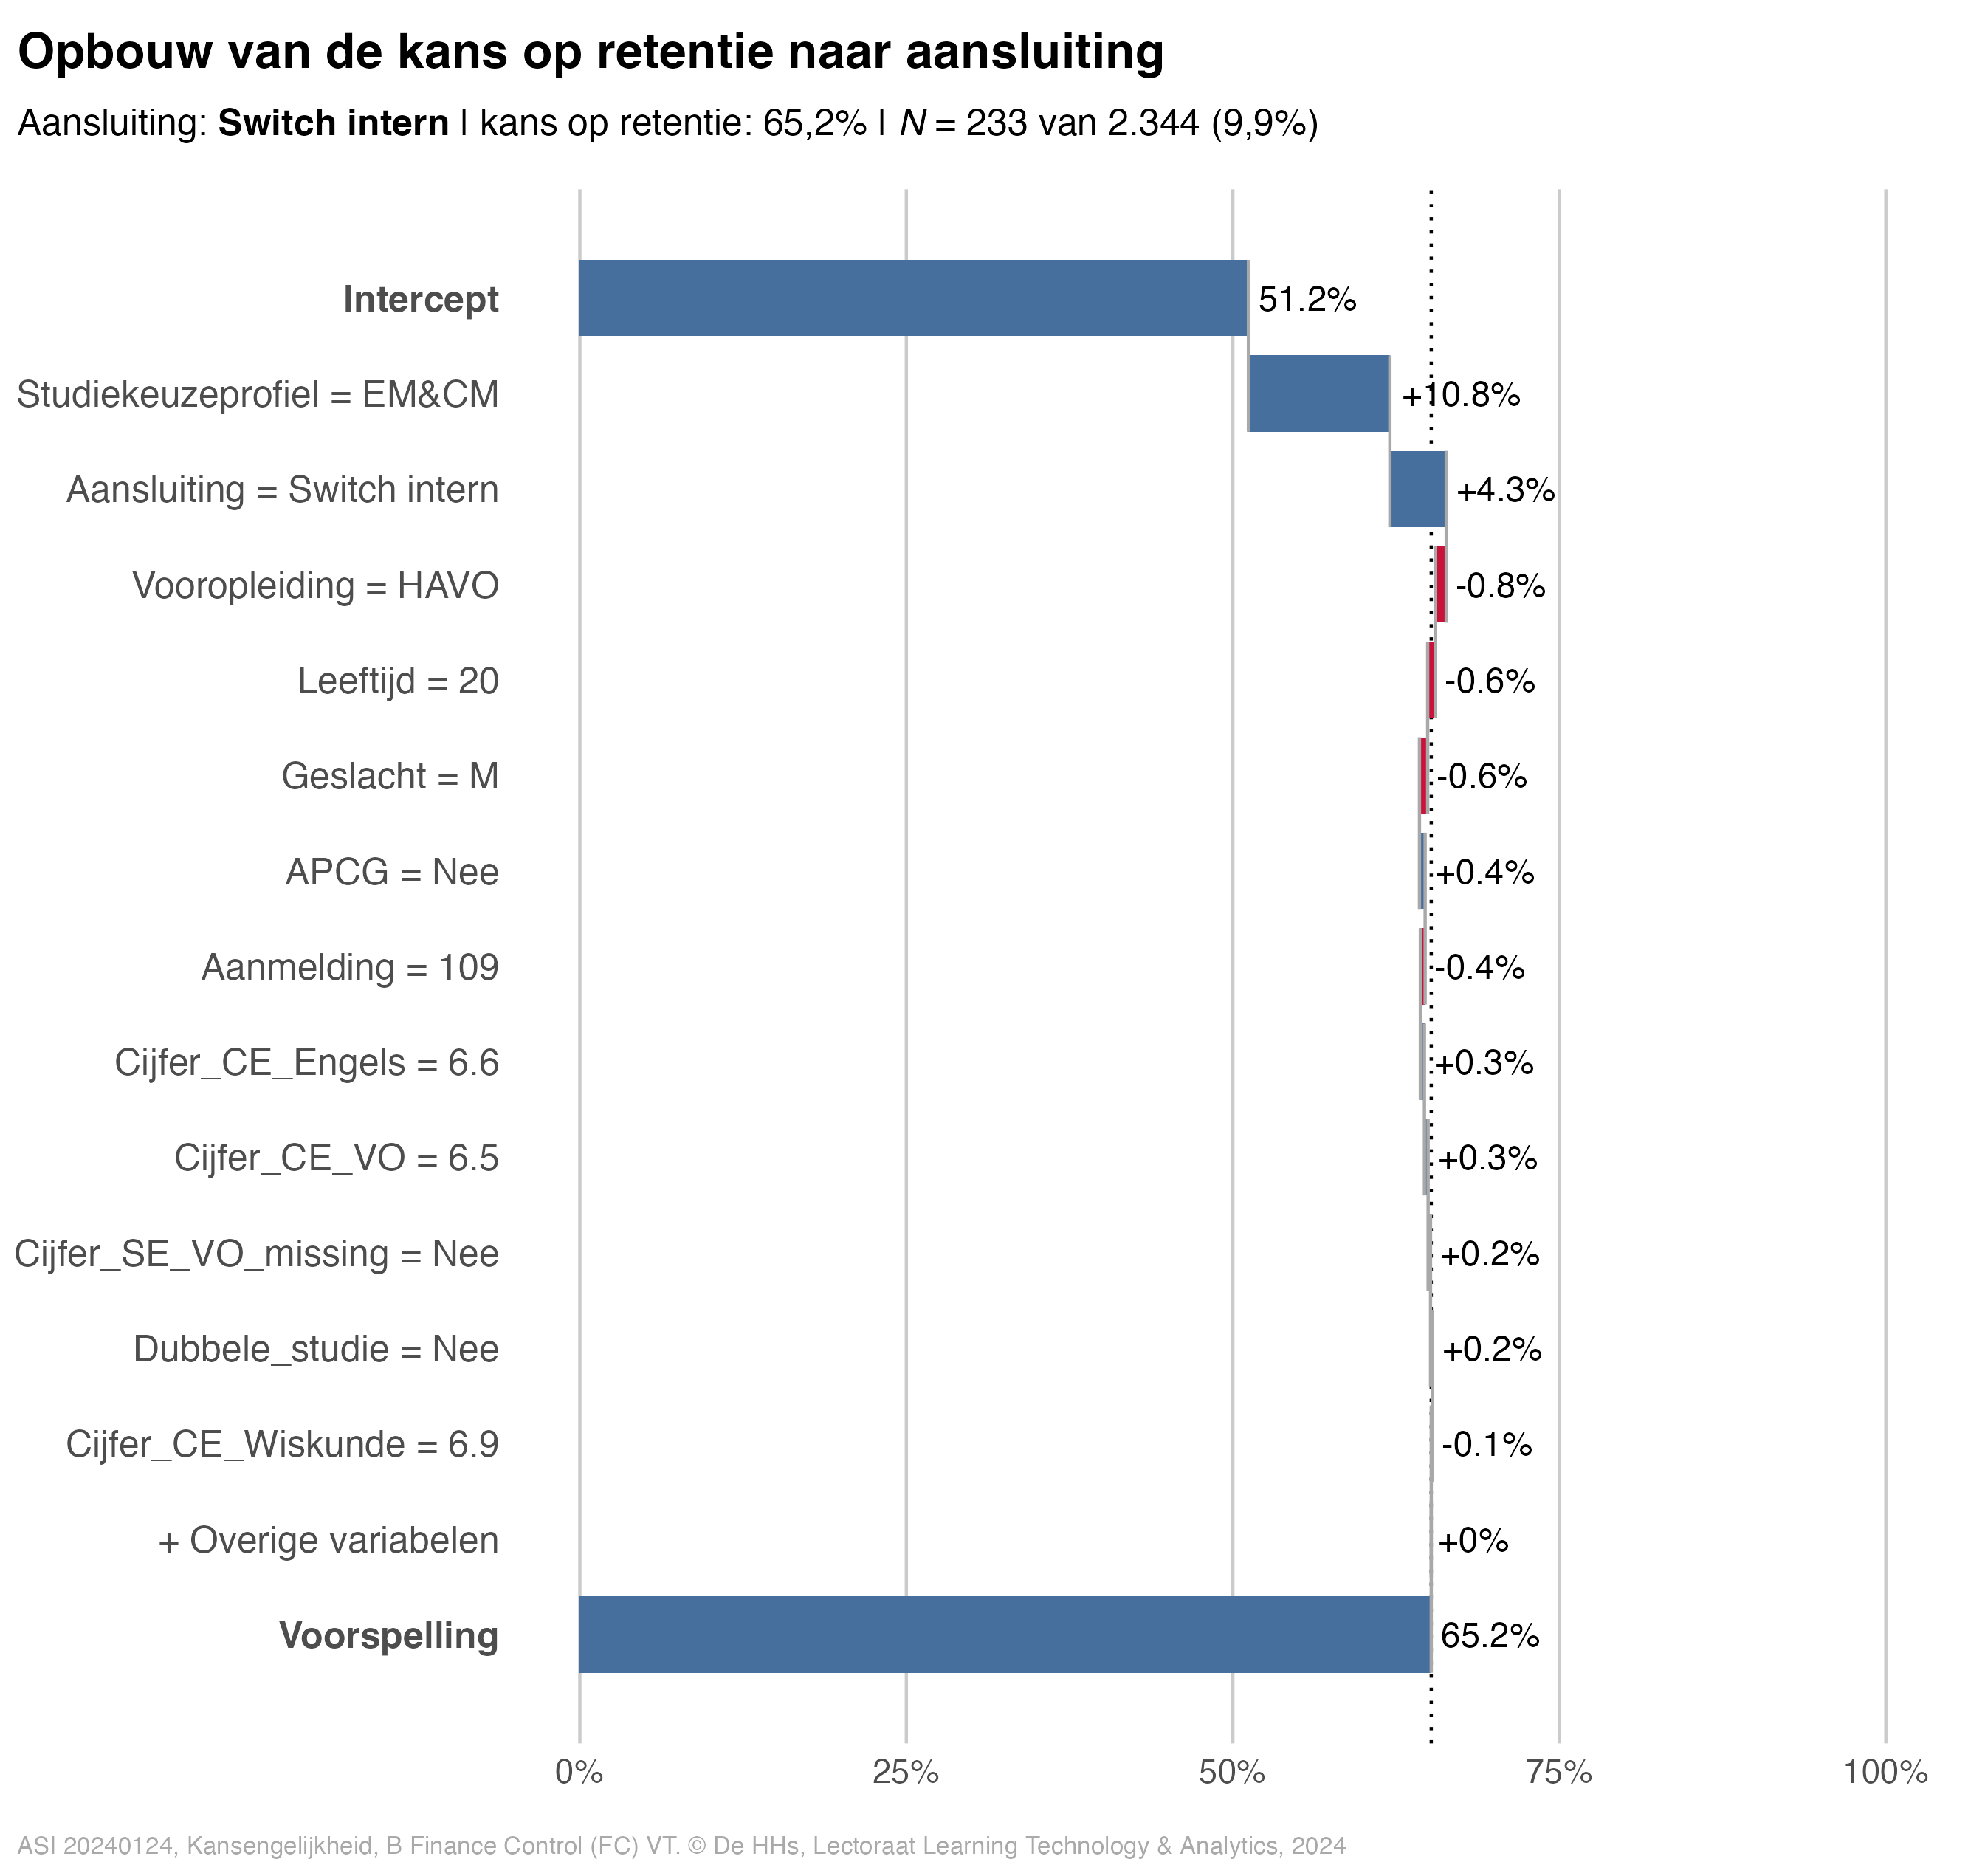 Opbouw van de kans op retentie naar aansluiting
Aansluiting: Switch intern | kans op retentie: 65,2% | N = 233 van 2.344 (9,9%)
Intercept 51.2%
Studiekeuzeprofiel = EM&CM +10.8%
Aansluiting = Switch intern +4.3%
Vooropleiding = HAVO -0.8%
Leeftijd = 20 -0.6%
Geslacht = M -0.6%
APCG = Nee +0.4%
Aanmelding = 109 -0.4%
Cijfer_CE_Engels = 6.6 +0.3%
Cijfer_CE_VO = 6.5 +0.3%
Cijfer_SE_VO_missing = Nee +0.2%
Dubbele_studie = Nee +0.2%
Cijfer_CE_Wiskunde = 6.9 -0.1%
+ Overige variabelen +0%
Voorspelling 65.2%
0% 25% 50% 75% 100%
ASI 20240124, Kansengelijkheid, B Finance Control (FC) VT. © De HHs, Lectoraat Learning Technology & Analytics, 2024